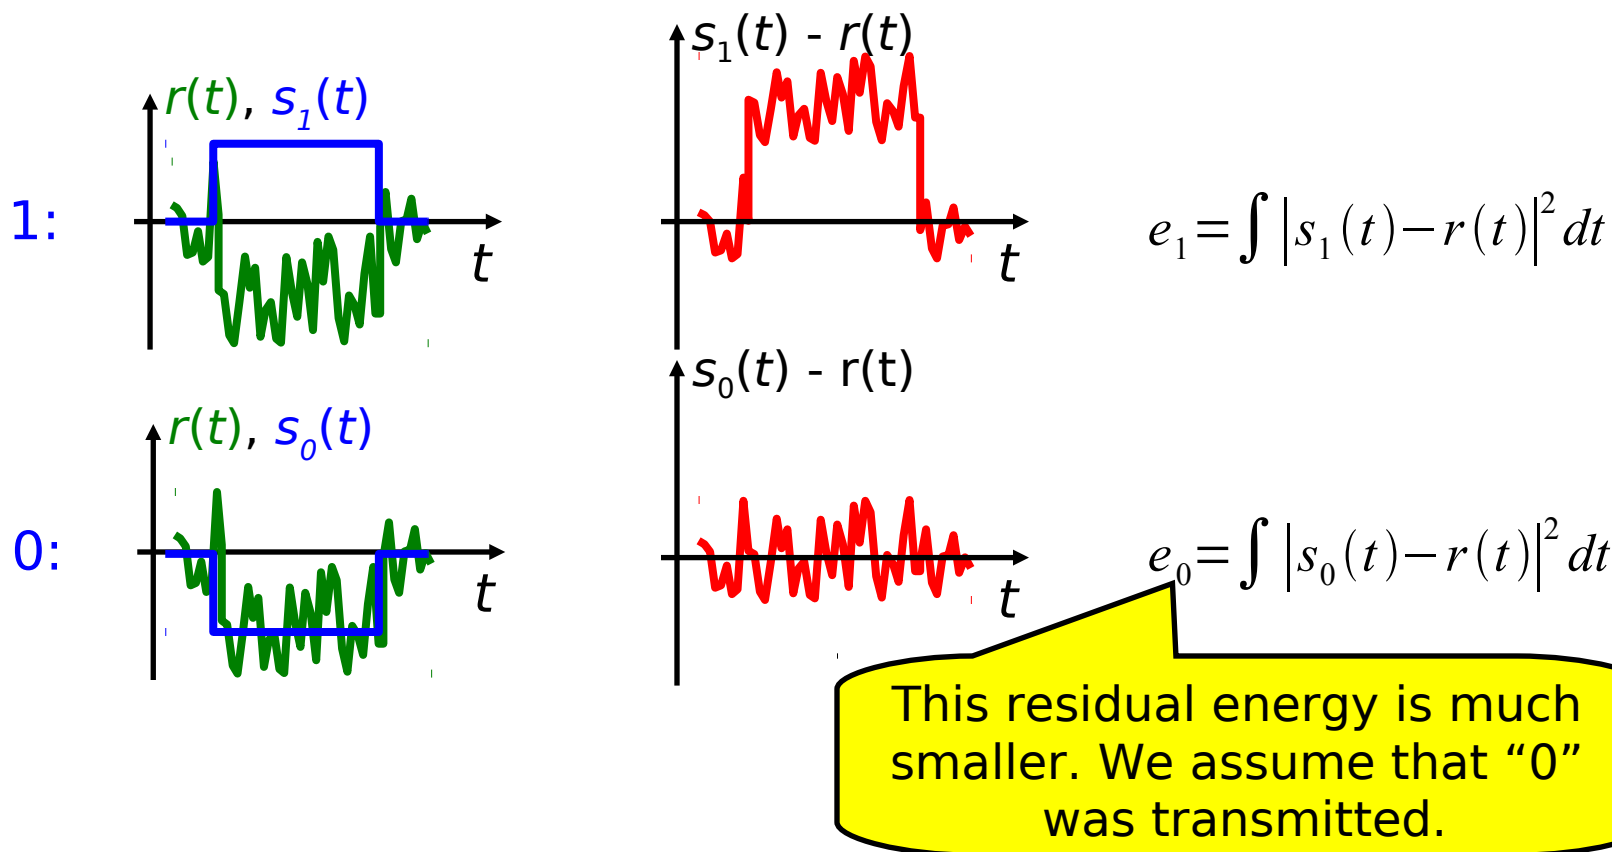 r(t), s1(t)
s1(t) - r(t)
1:
t
t
e1=∫|s1(t)−r(t)|² dt
s0(t) - r(t)
r(t), s0(t)
0:
t
t
e0=∫|s0(t)−r(t)|² dt
This residual energy is much
smaller. We assume that “0”
was transmitted.